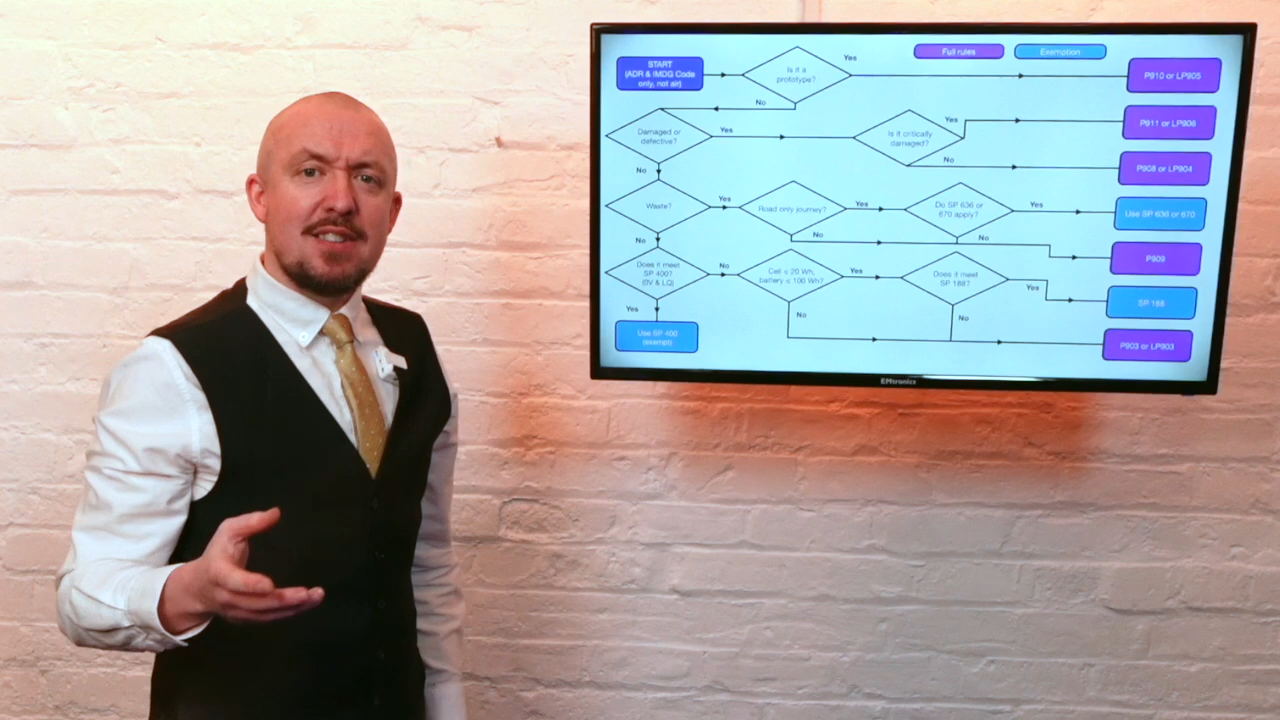 Full rules
Exemption
START
(ADR & IMDG Code
only, not air)
Is it a
prototype?
Yes
P910 or LP905
No
Damaged or
defective?
Yes
Is it critically
damaged?
Yes
P911 or LP906
No
P908 or LP904
No
Waste?
Yes
Road only journey?
Yes
Do SP 636 or
670 apply?
Yes
Use SP 636 or 670
No
No
P909
No
Does it meet
SP 400?
(BV & LQ)
No
Cell ≤ 20 Wh,
battery ≤ 100 Wh?
Yes
Does it meet
SP 188?
Yes
SP 188
Yes
No
No
Use SP 400
(exempt)
P903 or LP903
EMtronics